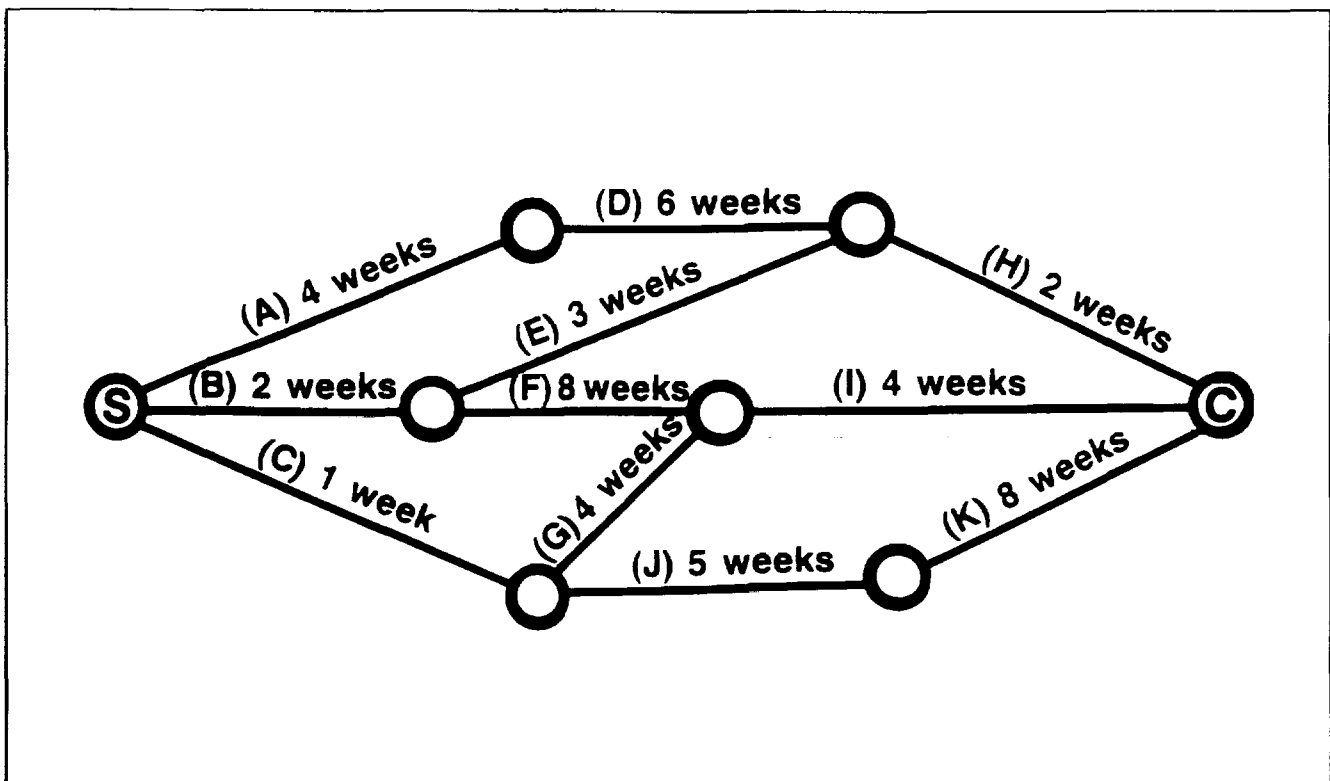 (D) 6 weeks
(A) 4 weeks
(E) 3 weeks
(H) 2 weeks
S
(B) 2 weeks
(F) 8 weeks
(I) 4 weeks
C
(C) 1 week
(G) 4 weeks
(J) 5 weeks
(K) 8 weeks